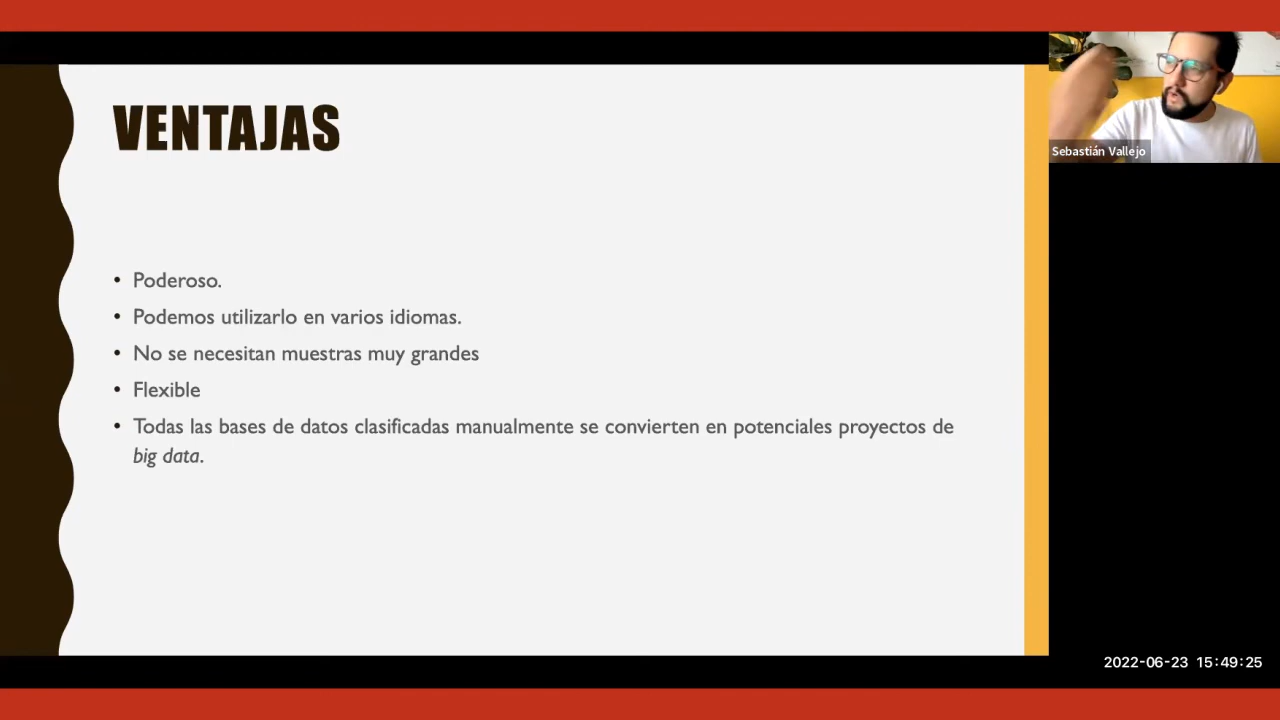 VENTAJAS
Sebastián Vallejo
• Poderoso.
• Podemos utilizarlo en varios idiomas.
• No se necesitan muestras muy grandes
• Flexible
• Todas las bases de datos clasificadas manualmente se convierten en potenciales proyectos de
big data.
2022-06-23 15:49:25